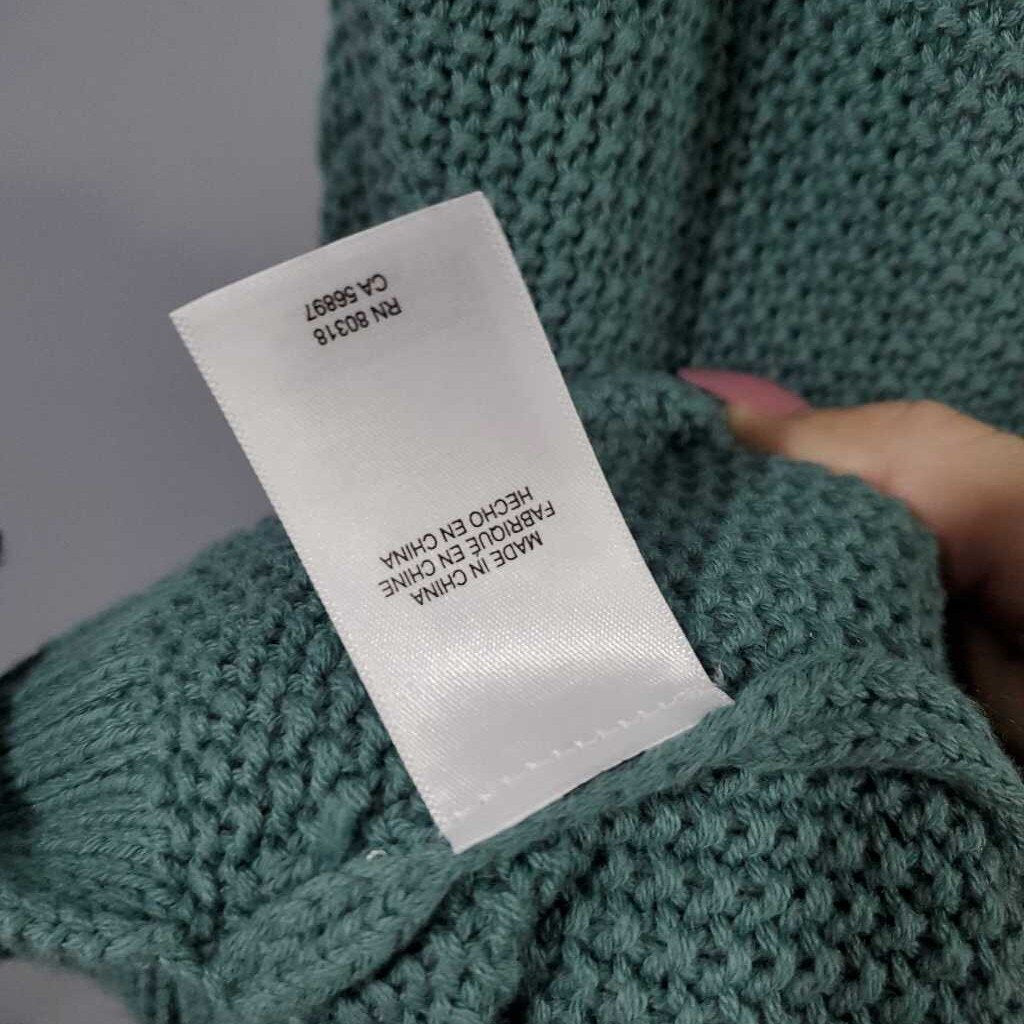 MADE IN CHINA
FABRIQUÉ EN CHINE
HECHO EN CHINA
RN 80318
CA 56897